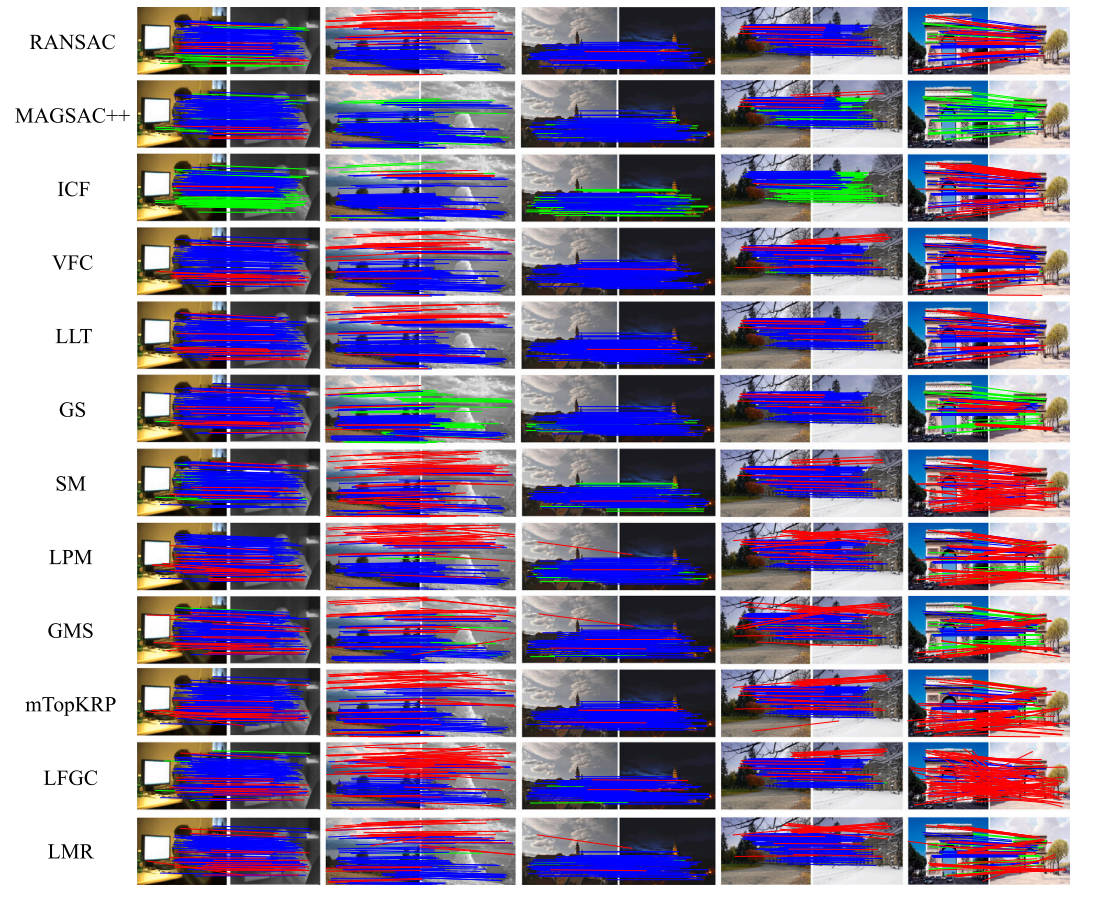 RANSAC
MAGSAC++
ICF
VFC
LLT
GS
SM
LPM
GMS
mTopKRP
LFGC
LMR